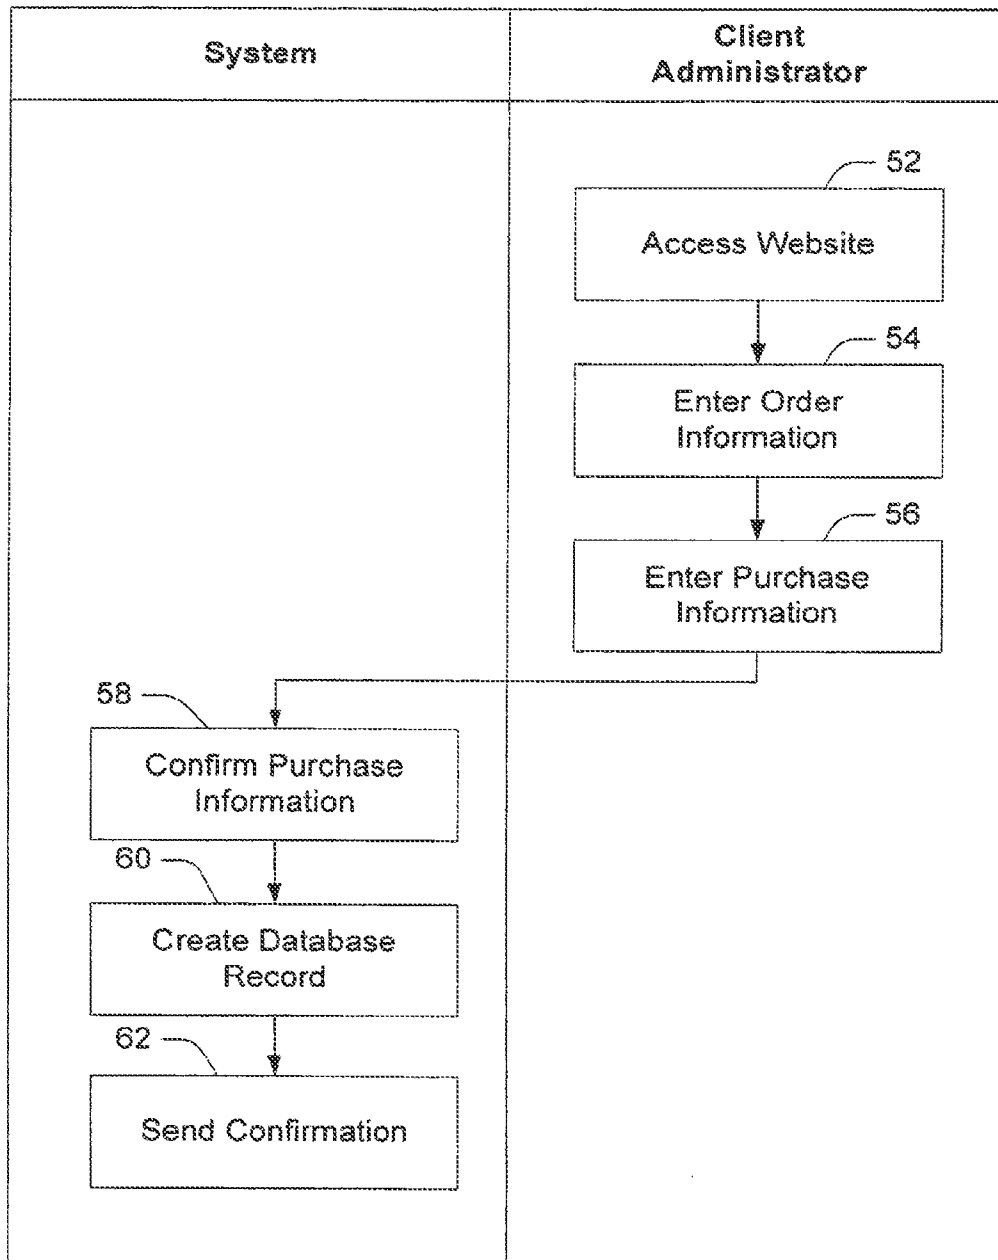 System
Client
Administrator
52
Access Website
54
Enter Order
Information
56
Enter Purchase
Information
58
Confirm Purchase
Information
60
Create Database
Record
62
Send Confirmation